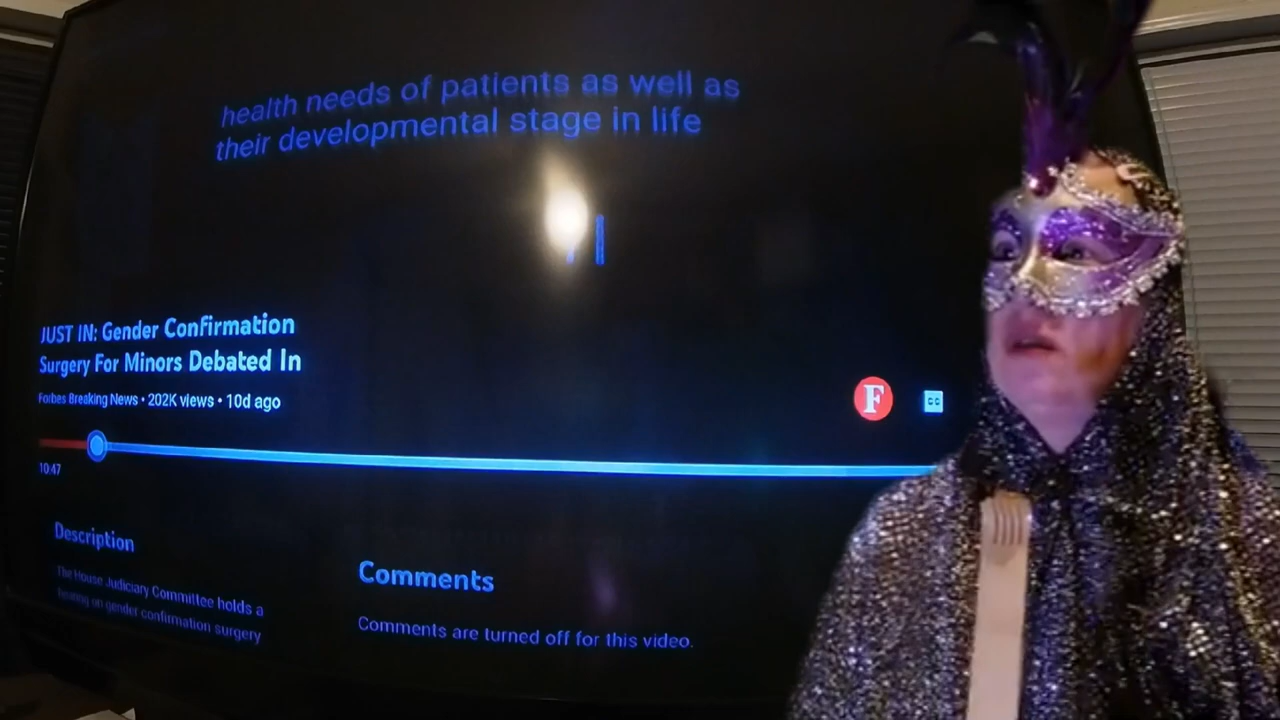 health needs of patients as well as
their developmental stage in life
JUST IN: Gender Confirmation
Surgery For Minors Debated In
Forbes Breaking News • 202K views • 10d ago
F
CC
10:47
Description
The House Judiciary Committee holds a
hearing on gender confirmation surgery
Comments
Comments are turned off for this video.